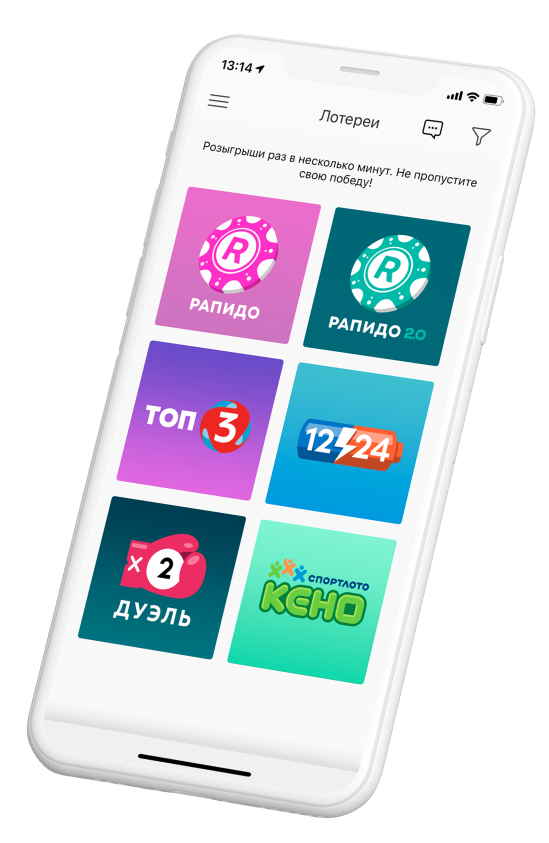 13:14
Лотереи
Розыгрыши раз в несколько минут. Не пропустите
свою победу!
R
РАПИДО
R
РАПИДО 2.0
ТОП 3
12 24
x2
ДУЭЛЬ
СПОРТЛОТО
КЕНО